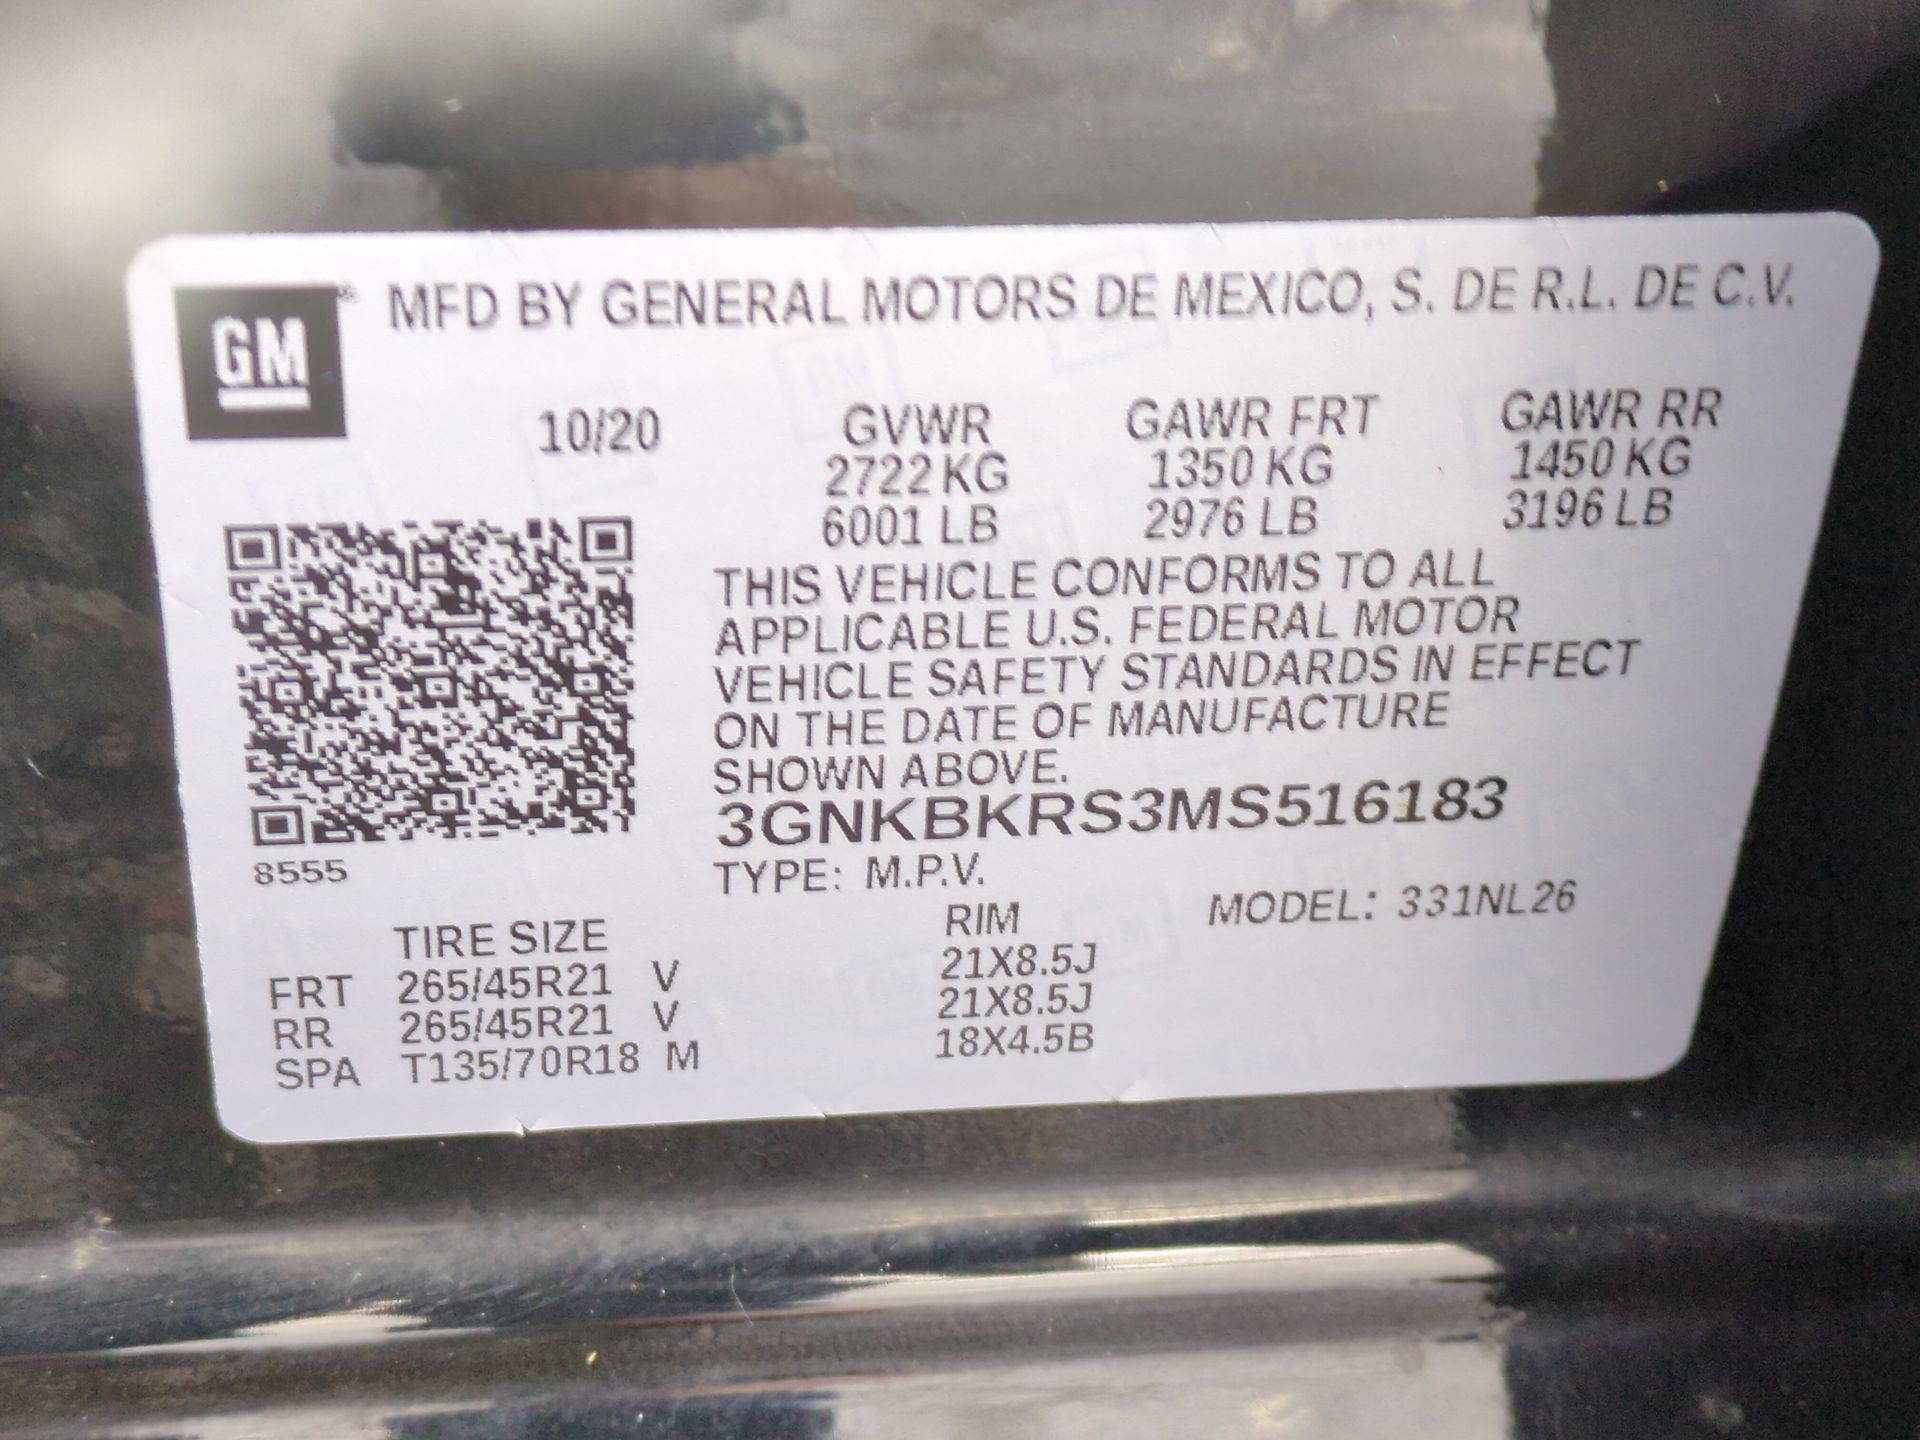 GM ® MFD BY GENERAL MOTORS DE MEXICO, S. DE R.L. DE C.V.
10/20 GVWR GAWR FRT GAWR RR
2722 KG 1350 KG 1450 KG
6001 LB 2976 LB 3196 LB
THIS VEHICLE CONFORMS TO ALL
APPLICABLE U.S. FEDERAL MOTOR
VEHICLE SAFETY STANDARDS IN EFFECT
ON THE DATE OF MANUFACTURE
SHOWN ABOVE.
3GNKBKRS3MS516183
8555
TYPE: M.P.V. MODEL: 331NL26
TIRE SIZE RIM
FRT 265/45R21 V 21X8.5J
RR 265/45R21 V 21X8.5J
SPA T135/70R18 M 18X4.5B